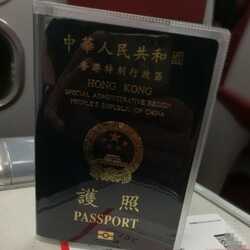 中華人民共和國
香港特別行政區
HONG KONG
SPECIAL ADMINISTRATIVE REGION
PEOPLE'S REPUBLIC OF CHINA
護照
PASSPORT